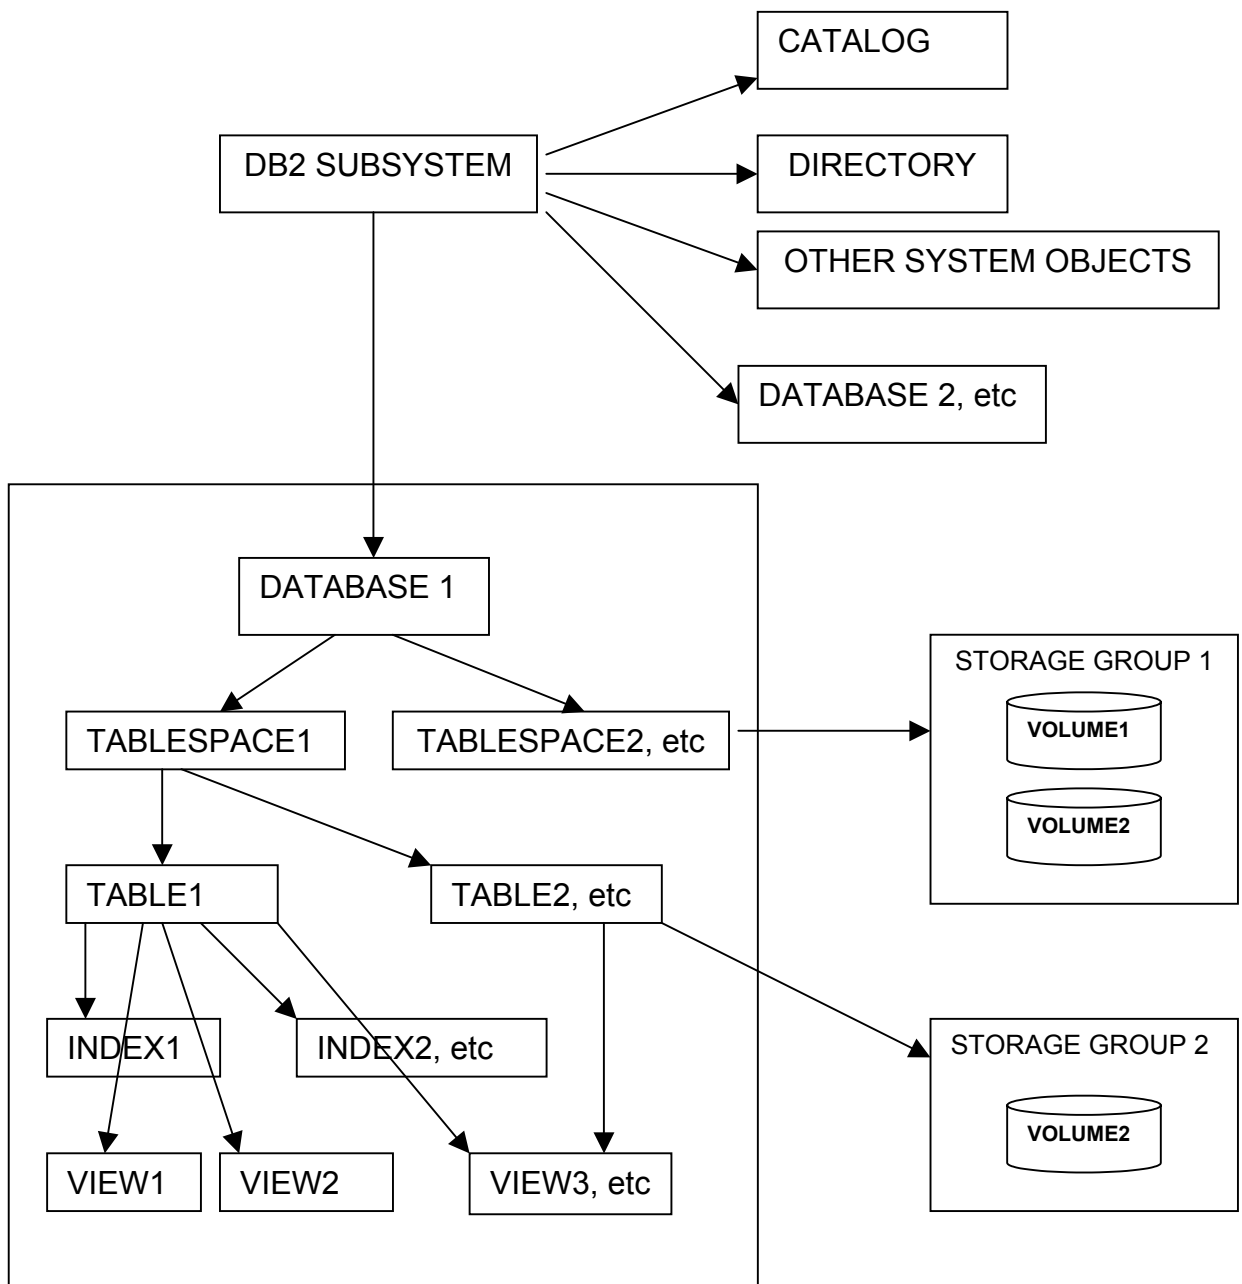 CATALOG
DB2 SUBSYSTEM
DIRECTORY
OTHER SYSTEM OBJECTS
DATABASE 2, etc
DATABASE 1
STORAGE GROUP 1
VOLUME1
VOLUME2
TABLESPACE1
TABLESPACE2, etc
TABLE1
TABLE2, etc
INDEX1
INDEX2, etc
STORAGE GROUP 2
VOLUME2
VIEW1
VIEW2
VIEW3, etc